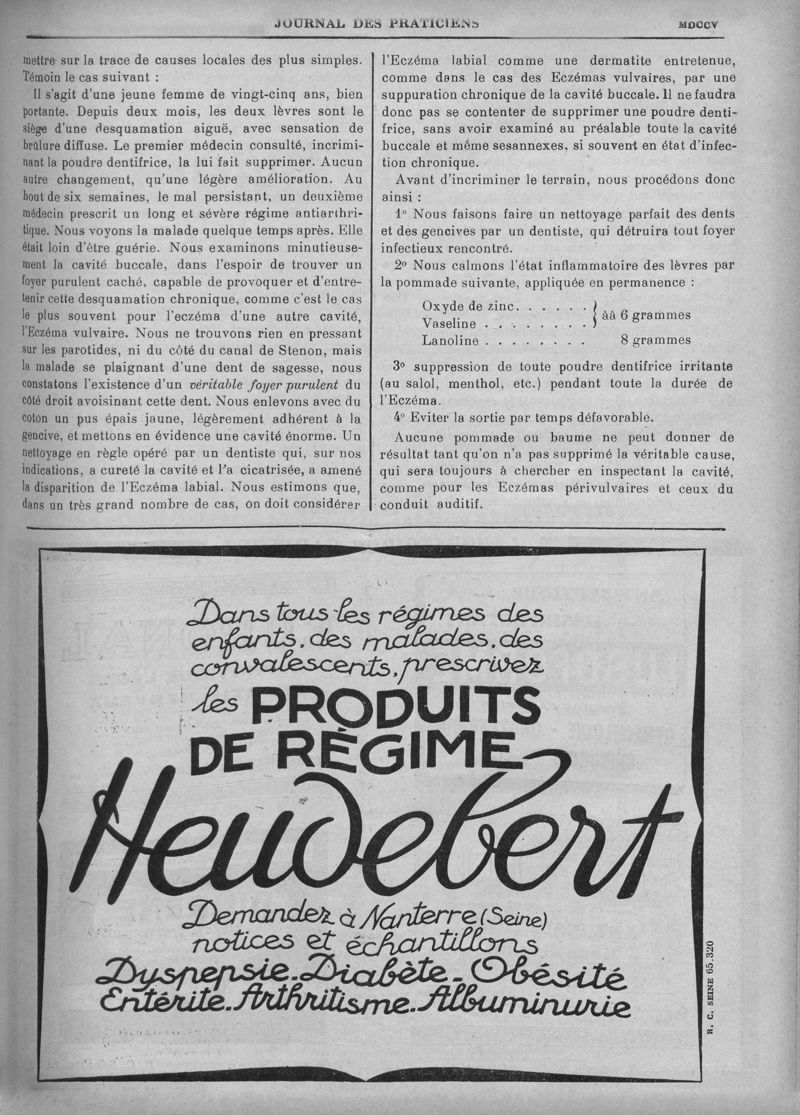 JOURNAL DES PRATICIENS
MDCCV
mettre sur la trace de causes locales des plus simples.
Témoin le cas suivant :
Il s'agit d'une jeune femme de vingt-cinq ans, bien
portante. Depuis deux mois, les deux lèvres sont le
siège d'une desquamation aiguë, avec sensation de
brûlure diffuse. Le premier médecin consulté, incrimi-
nant la poudre dentifrice, la lui fait supprimer. Aucun
autre changement, qu'une légère amélioration. Au
bout de six semaines, le mal persistant, un deuxième
médecin prescrit un long et sévère régime antiarthri-
tique. Nous voyons la malade quelque temps après. Elle
était loin d'être guérie. Nous examinons minutieuse-
ment la cavité buccale, dans l'espoir de trouver un
foyer purulent caché, capable de provoquer et d'entre-
tenir cette desquamation chronique, comme c'est le cas
le plus souvent pour l'eczéma d'une autre cavité,
l'Eczéma vulvaire. Nous ne trouvons rien en pressant
sur les parotides, ni du côté du canal de Stenon, mais
la malade se plaignant d'une dent de sagesse, nous
constatons l'existence d'un véritable foyer purulent du
côté droit avoisinant cette dent. Nous enlevons avec du
coton un pus épais jaune, légèrement adhérent à la
gencive, et mettons en évidence une cavité énorme. Un
nettoyage en règle opéré par un dentiste qui, sur nos
indications, a cureté la cavité et l'a cicatrisée, a amené
la disparition de l'Eczéma labial. Nous estimons que,
dans un très grand nombre de cas, on doit considérer
l'Eczéma labial comme une dermatite entretenue,
comme dans le cas des Eczémas vulvaires, par une
suppuration chronique de la cavité buccale. Il ne faudra
donc pas se contenter de supprimer une poudre denti-
frice, sans avoir examiné au préalable toute la cavité
buccale et même ses annexes, si souvent en état d'infec-
tion chronique.
Avant d'incriminer le terrain, nous procédons donc
ainsi :
1° Nous faisons faire un nettoyage parfait des dents
et des gencives par un dentiste, qui détruira tout foyer
infectieux rencontré.
2° Nous calmons l'état inflammatoire des lèvres par
la pommade suivante, appliquée en permanence :
Oxyde de zinc. . . . . . }
Vaseline . . . . . . . . } ââ 6 grammes
Lanoline . . . . . . . . 8 grammes
3° suppression de toute poudre dentifrice irritante
(au salol, menthol, etc.) pendant toute la durée de
l'Eczéma.
4° Eviter la sortie par temps défavorable.
Aucune pommade ou baume ne peut donner de
résultat tant qu'on n'a pas supprimé la véritable cause,
qui sera toujours à chercher en inspectant la cavité,
comme pour les Eczémas périvulvaires et ceux du
conduit auditif.
Dans tous les régimes des
enfants, des malades, des
convalescents, prescrivez
les PRODUITS
DE RÉGIME
Heudebert
Demandez à Nanterre (Seine)
notices et échantillons
Dyspepsie - Diabète - Obésité
Entérite - Arthritisme - Albuminurie
R. C. SEINE 65.320